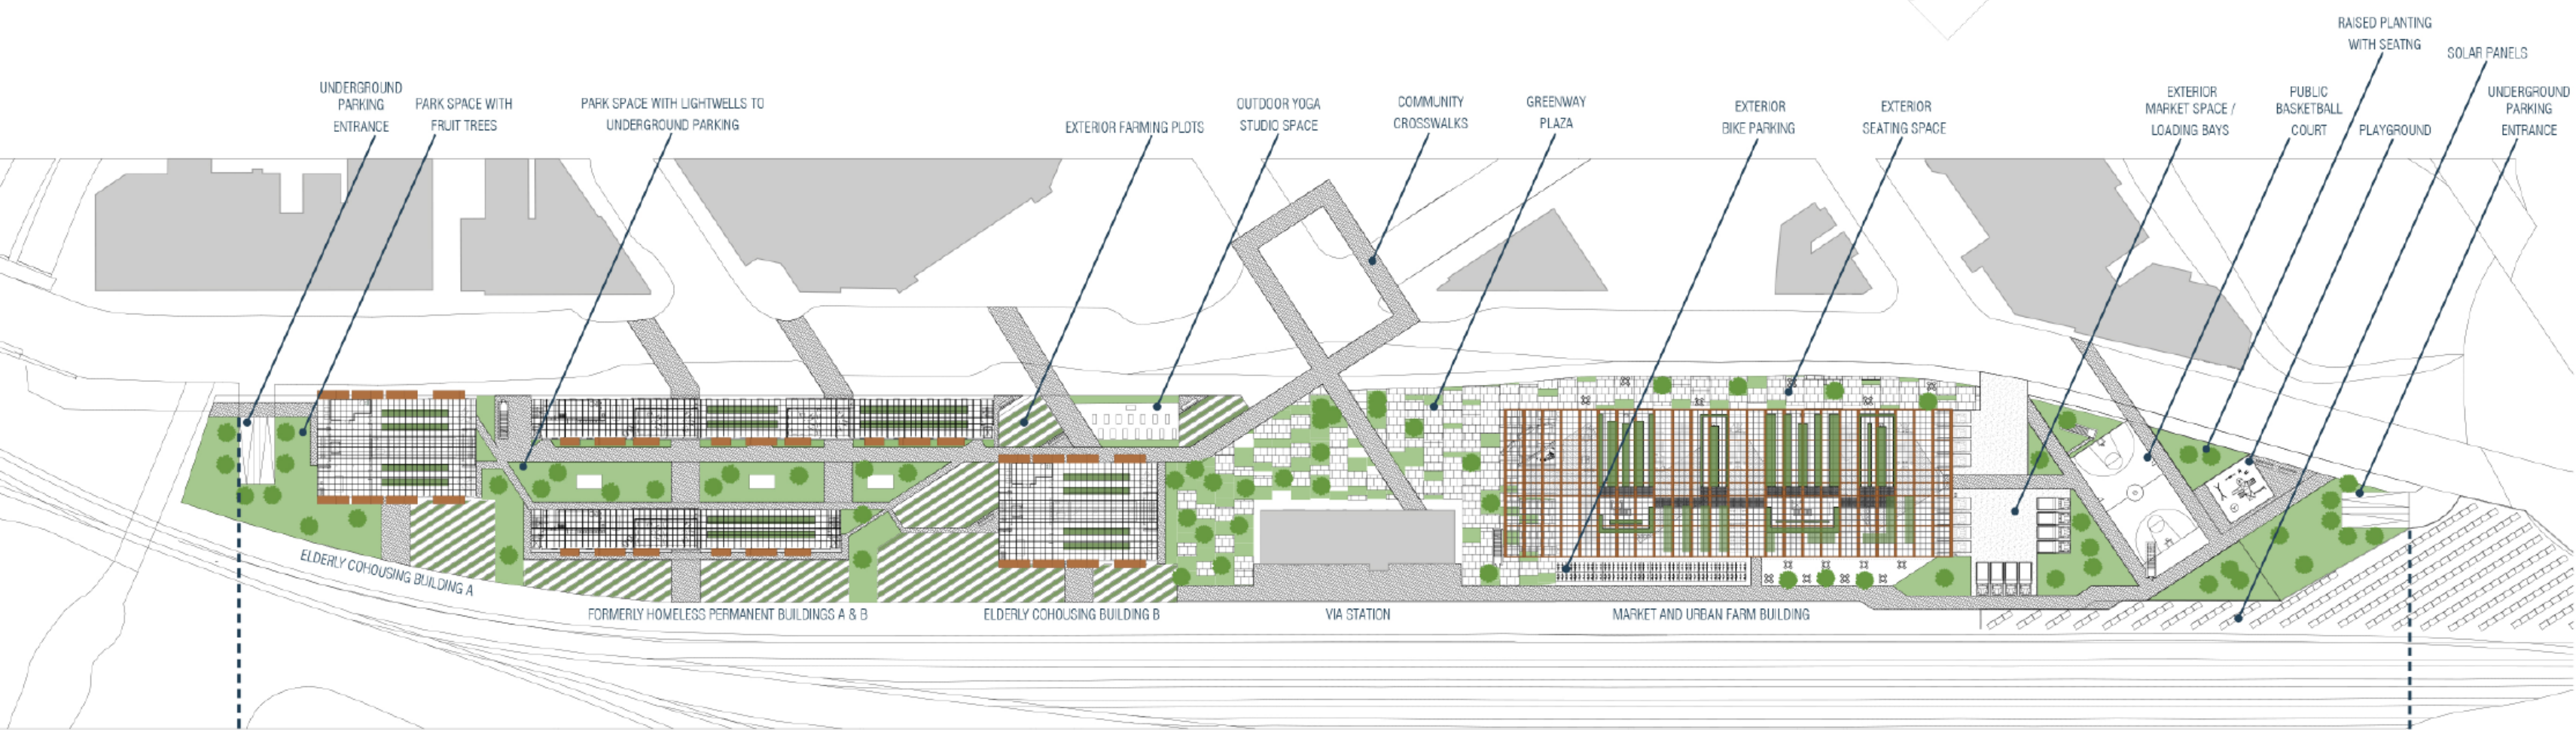 RAISED PLANTING
WITH SEATNG
SOLAR PANELS
UNDERGROUND
PARKING
ENTRANCE
PARK SPACE WITH
FRUIT TREES
PARK SPACE WITH LIGHTWELLS TO
UNDERGROUND PARKING
EXTERIOR FARMING PLOTS
OUTDOOR YOGA
STUDIO SPACE
COMMUNITY
CROSSWALKS
GREENWAY
PLAZA
EXTERIOR
BIKE PARKING
EXTERIOR
SEATING SPACE
EXTERIOR
MARKET SPACE /
LOADING BAYS
PUBLIC
BASKETBALL
COURT
PLAYGROUND
UNDERGROUND
PARKING
ENTRANCE
ELDERLY COHOUSING BUILDING A
FORMERLY HOMELESS PERMANENT BUILDINGS A & B
ELDERLY COHOUSING BUILDING B
VIA STATION
MARKET AND URBAN FARM BUILDING